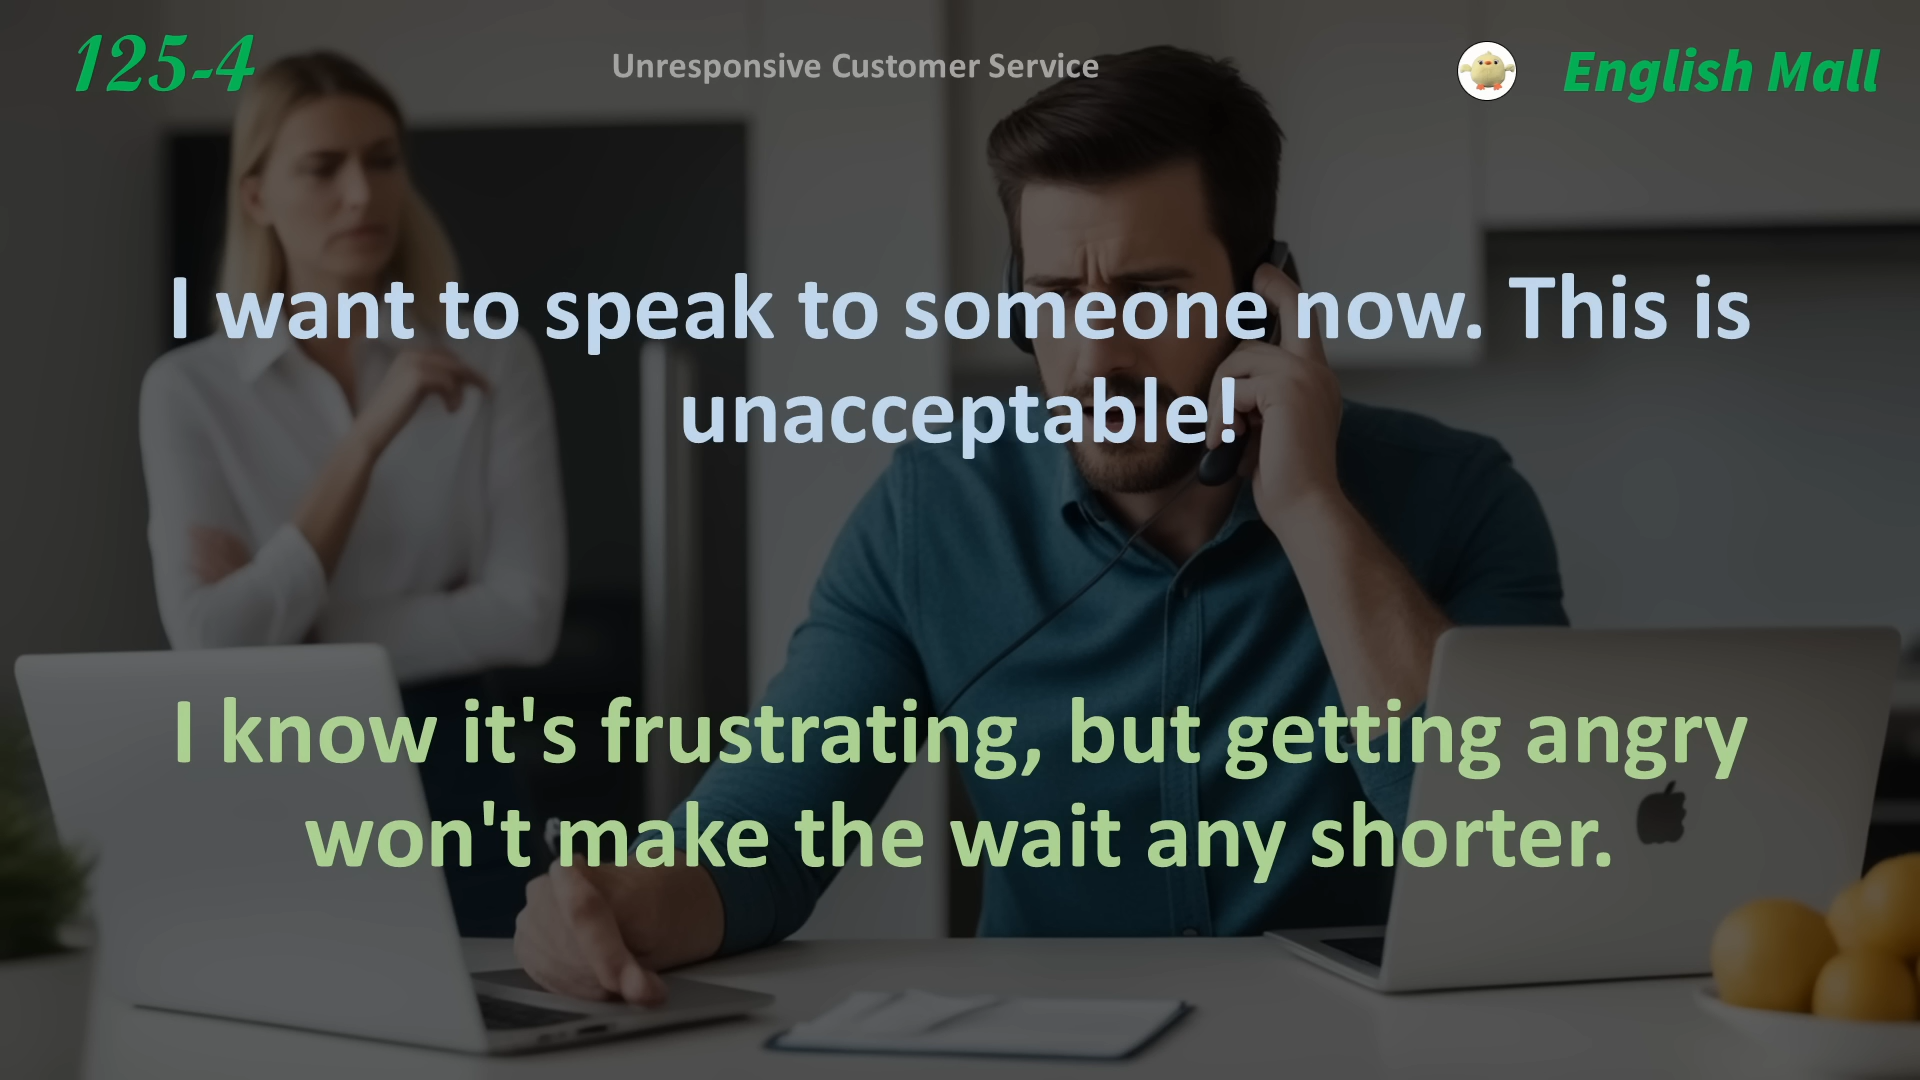 125-4
Unresponsive Customer Service
English Mall
I want to speak to someone now. This is
unacceptable!
I know it's frustrating, but getting angry
won't make the wait any shorter.